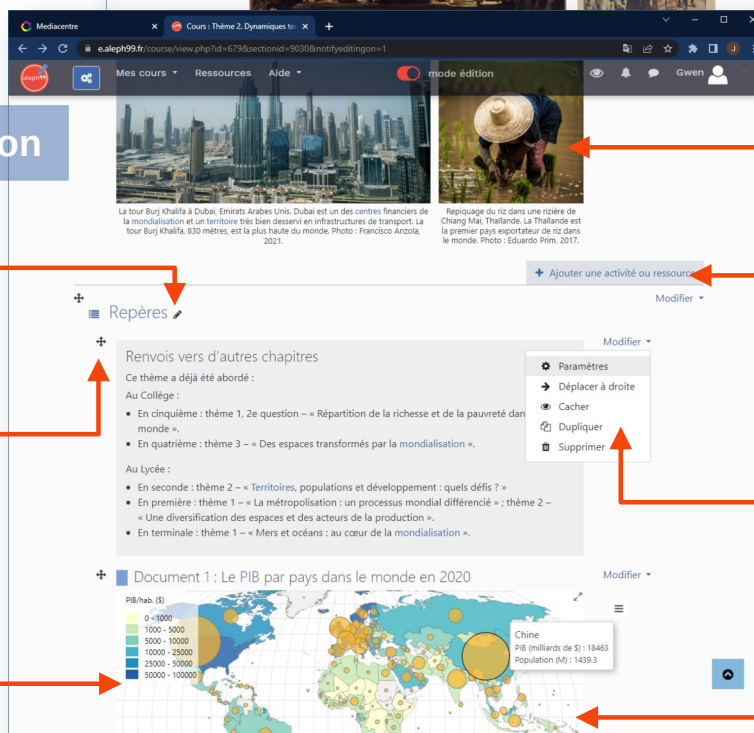 Mediacentre
Cours : Thème 2. Dynamiques ter
e.aleph99.fr/course/view.php?id=679&sectionid=9030&notifyeditingon=1
Mes cours
Ressources
Aide
mode édition
Gwen
on
La tour Burj Khalifa à Dubaï, Emirats Arabes Unis. Dubaï est un des centres financiers de
la mondialisation et un territoire très bien desservi en infrastructures de transport. La
tour Burj Khalifa, 830 mètres, est la plus haute du monde. Photo : Francisco Anzola,
2021.
Repiquage du riz dans une rizière de
Chiang Mai, Thaïlande. La Thaïlande est
la premier pays exportateur de riz dans
le monde. Photo : Eduardo Prim, 2017.
+ Ajouter une activité ou ressource
Modifier
Repères
Modifier
Renvois vers d'autres chapitres
Ce thème a déjà été abordé :
Au Collège :
• En cinquième : thème 1, 2e question – « Répartition de la richesse et de la pauvreté dan
monde ».
• En quatrième : thème 3 – « Des espaces transformés par la mondialisation ».
Au Lycée :
• En seconde : thème 2 – « Territoires, populations et développement : quels défis ? »
• En première : thème 1 – « La métropolisation : un processus mondial différencié » ; thème 2 –
« Une diversification des espaces et des acteurs de la production ».
• En terminale : thème 1 – « Mers et océans : au cœur de la mondialisation ».
Paramètres
Déplacer à droite
Cacher
Dupliquer
Supprimer
Document 1 : Le PIB par pays dans le monde en 2020
Modifier
PIB/hab. ($)
0 - 1000
1000 - 5000
5000 - 10000
10000 - 25000
25000 - 50000
50000 - 100000
Chine
PIB (milliards de $) : 18463
Population (M) : 1439.3